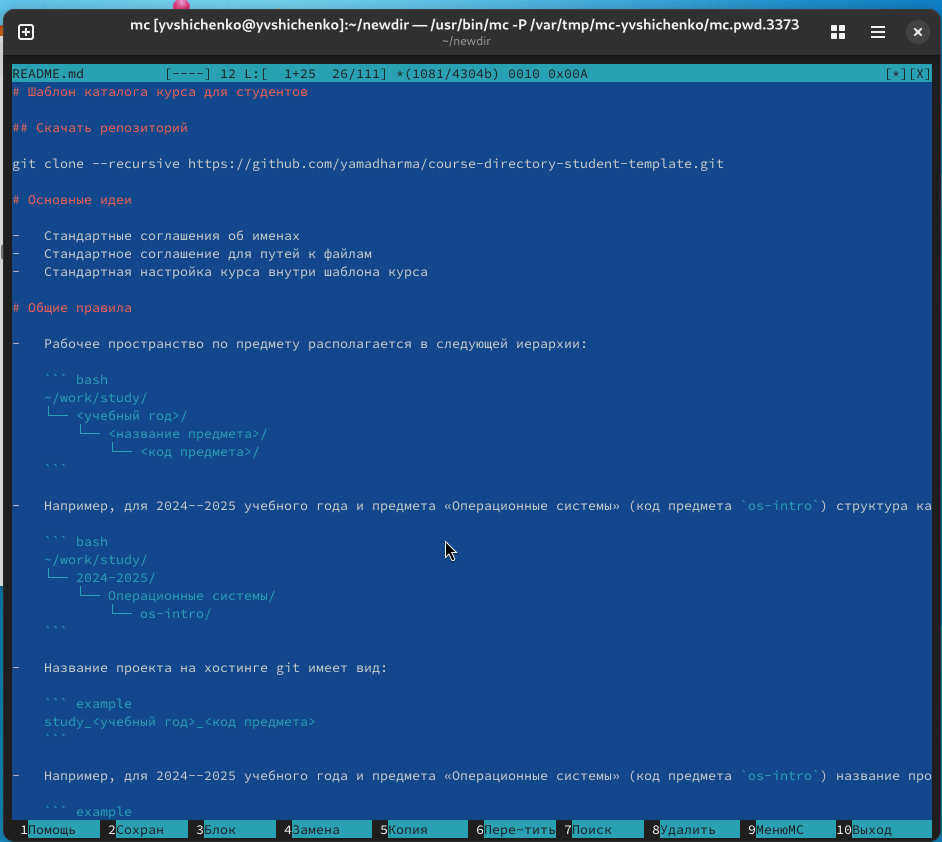 mc [yvshichenko@yvshichenko]:~/newdir — /usr/bin/mc -P /var/tmp/mc-yvshichenko/mc.pwd.3373
~/newdir
README.md          [----] 12 L:[  1+25  26/111] *(1081/4304b) 0010 0x00A                                     [*][X]
# Шаблон каталога курса для студентов
## Скачать репозиторий
git clone --recursive https://github.com/yamadharma/course-directory-student-template.git
# Основные идеи
-   Стандартные соглашения об именах
-   Стандартное соглашение для путей к файлам
-   Стандартная настройка курса внутри шаблона курса
# Общие правила
-   Рабочее пространство по предмету располагается в следующей иерархии:
    ``` bash
    ~/work/study/
    └── <учебный год>/
        └── <название предмета>/
            └── <код предмета>/
    ```
-   Например, для 2024--2025 учебного года и предмета «Операционные системы» (код предмета `os-intro`) структура ка
    ``` bash
    ~/work/study/
    └── 2024-2025/
        └── Операционные системы/
            └── os-intro/
    ```
-   Название проекта на хостинге git имеет вид:
    ``` example
    study_<учебный год>_<код предмета>
    ```
-   Например, для 2024--2025 учебного года и предмета «Операционные системы» (код предмета `os-intro`) название про
    ``` example
1Помощь 2Сохран 3Блок 4Замена 5Копия 6Пере~тить 7Поиск 8Удалить 9МенюMC 10Выход